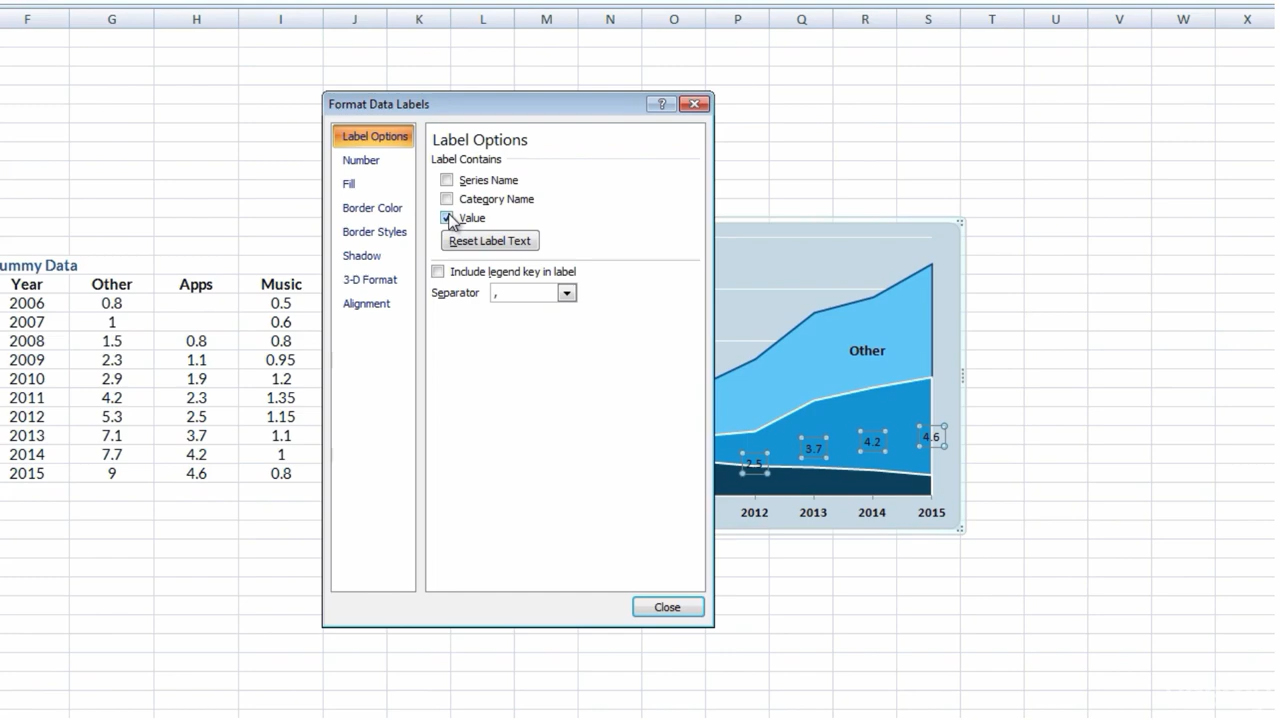 F G H I J K L M N O P Q R S T U V W X
Format Data Labels
Label Options
Number
Fill
Border Color
Border Styles
Shadow
3-D Format
Alignment
Label Options
Label Contains
Series Name
Category Name
Value
Reset Label Text
Include legend key in label
Separator ,
Close
ummy Data
Year Other Apps Music
2006 0.8 0.5
2007 1 0.6
2008 1.5 0.8 0.8
2009 2.3 1.1 0.95
2010 2.9 1.9 1.2
2011 4.2 2.3 1.35
2012 5.3 2.5 1.15
2013 7.1 3.7 1.1
2014 7.7 4.2 1
2015 9 4.6 0.8
Other
2.5 3.7 4.2 4.6
2012 2013 2014 2015